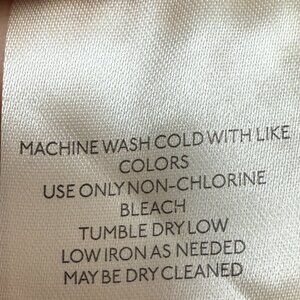 MACHINE WASH COLD WITH LIKE
COLORS
USE ONLY NON-CHLORINE
BLEACH
TUMBLE DRY LOW
LOW IRON AS NEEDED
MAY BE DRY CLEANED